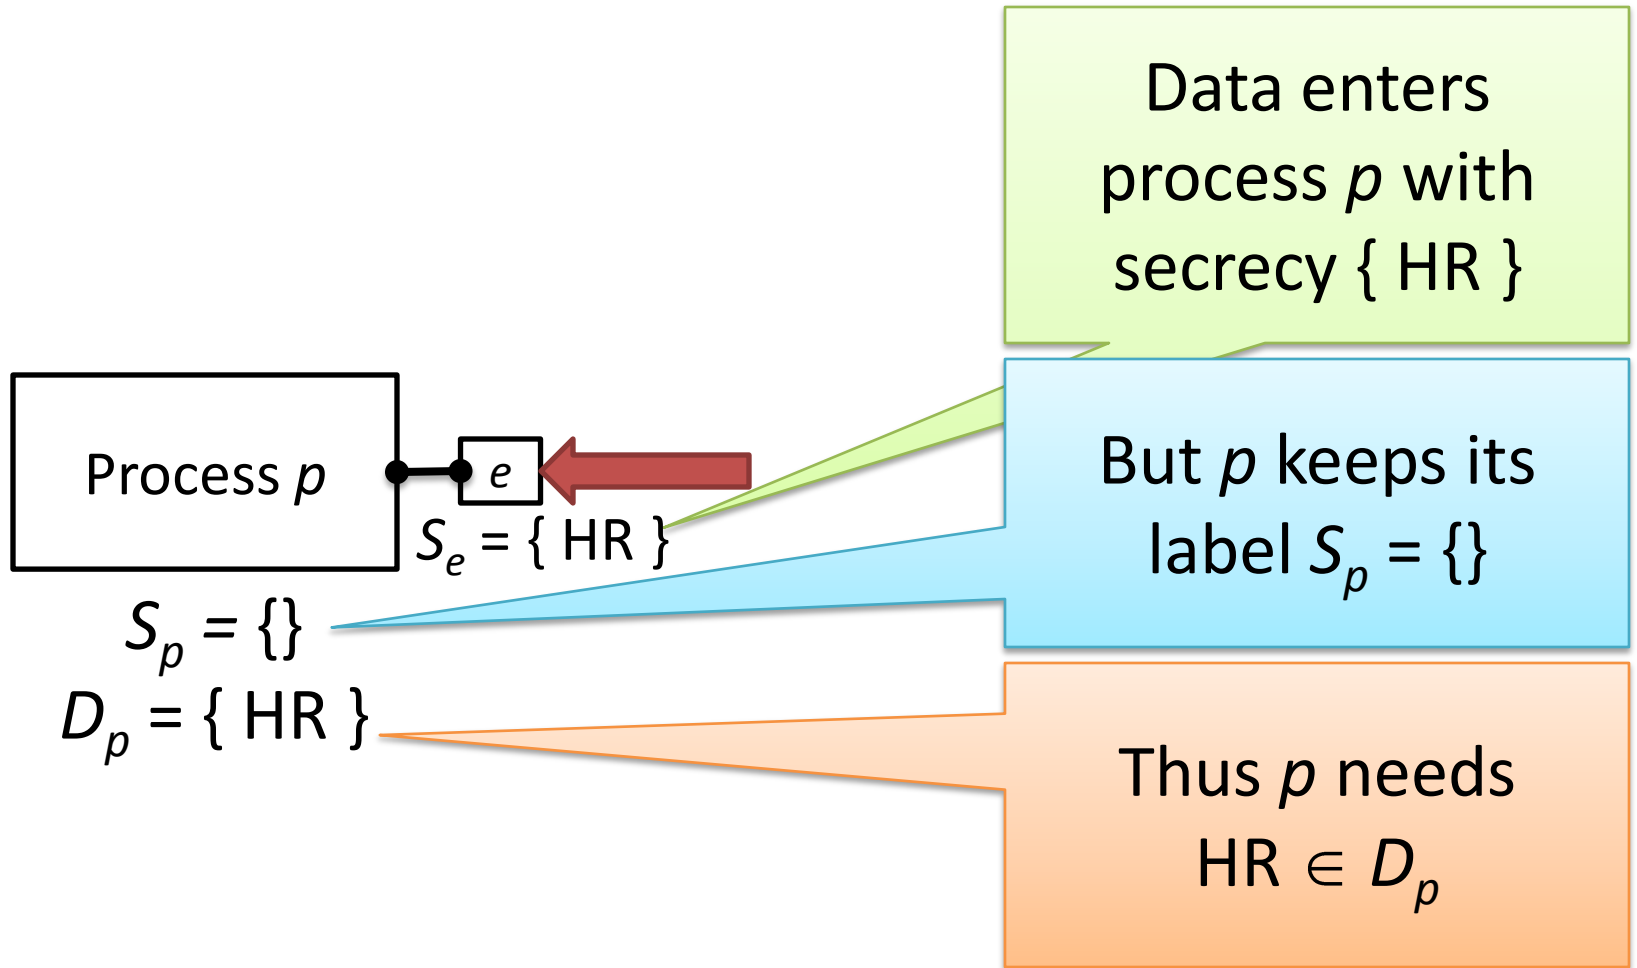 Data enters
process p with
secrecy { HR }
But p keeps its
label Sp = {}
Thus p needs
HR ∈ Dp
Process p
e
Se = { HR }
Sp = {}
Dp = { HR }